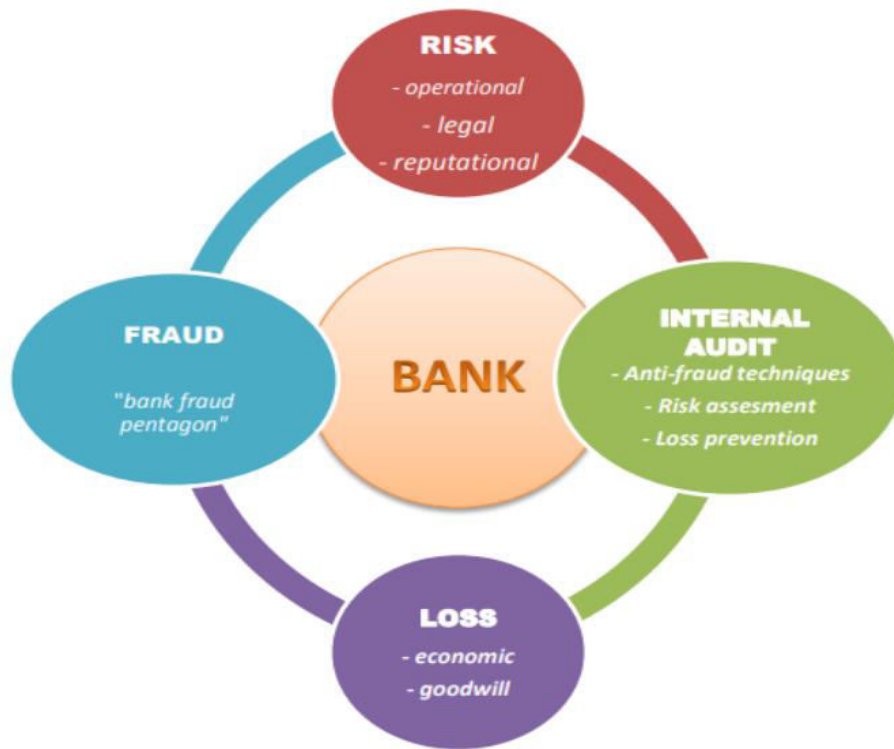 RISK
- operational
- legal
- reputational
FRAUD
"bank fraud
pentagon"
BANK
INTERNAL
AUDIT
- Anti-fraud techniques
- Risk assesment
- Loss prevention
LOSS
- economic
- goodwill